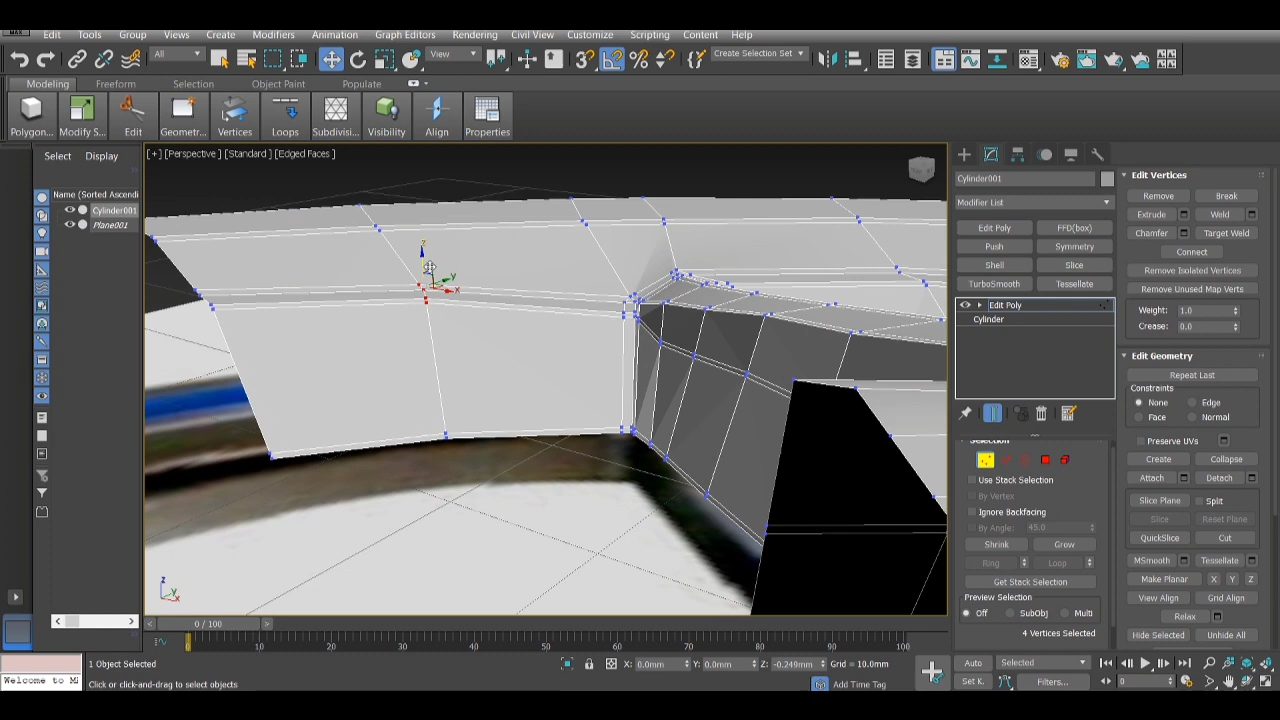 MAX Edit Tools Group Views Create Modifiers Animation Graph Editors Rendering Civil View Customize Scripting Content Help
All View Create Selection Set
Modeling Freeform Selection Object Paint Populate
Polygon... Modify S... Edit Geometr... Vertices Loops Subdivisi... Visibility Align Properties
Select Display
[+] [Perspective ] [Standard ] [Edged Faces ]
Name (Sorted Ascendi
Cylinder001
Plane001
z
y
x
z
y
x
0 / 100
0 10 20 30 40 50 60 70 80 90 100
Cylinder001
Modifier List
Edit Poly FFD(box)
Push Symmetry
Shell Slice
TurboSmooth Tessellate
Edit Poly
Cylinder
Selection
Use Stack Selection
By Vertex
Ignore Backfacing
By Angle: 45.0
Shrink Grow
Ring Loop
Get Stack Selection
Preview Selection
Off SubObj Multi
4 Vertices Selected
Edit Vertices
Remove Break
Extrude Weld
Chamfer Target Weld
Connect
Remove Isolated Vertices
Remove Unused Map Verts
Weight: 1.0
Crease: 0.0
Edit Geometry
Repeat Last
Constraints
None Edge
Face Normal
Preserve UVs
Create Collapse
Attach Detach
Slice Plane Split
Slice Reset Plane
QuickSlice Cut
MSmooth Tessellate
Make Planar X Y Z
View Align Grid Align
Relax
Hide Selected Unhide All
1 Object Selected X: 0.0mm Y: 0.0mm Z: -0.249mm Grid = 10.0mm Auto Selected
Welcome to Mi Click or click-and-drag to select objects Add Time Tag Set K. Filters... 0